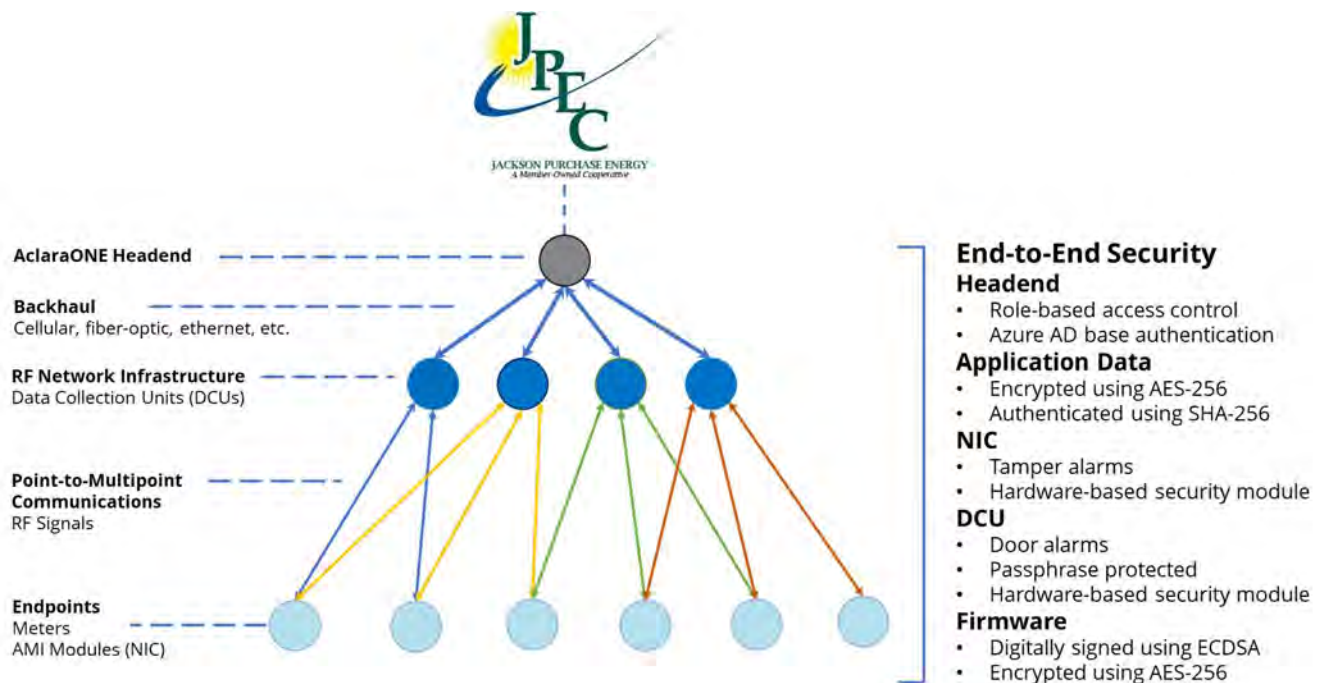 JPEC
JACKSON PURCHASE ENERGY
A Member-Owned Cooperative
AclaraONE Headend
Backhaul
Cellular, fiber-optic, ethernet, etc.
RF Network Infrastructure
Data Collection Units (DCUs)
Point-to-Multipoint
Communications
RF Signals
Endpoints
Meters
AMI Modules (NIC)
End-to-End Security
Headend
• Role-based access control
• Azure AD base authentication
Application Data
• Encrypted using AES-256
• Authenticated using SHA-256
NIC
• Tamper alarms
• Hardware-based security module
DCU
• Door alarms
• Passphrase protected
• Hardware-based security module
Firmware
• Digitally signed using ECDSA
• Encrypted using AES-256